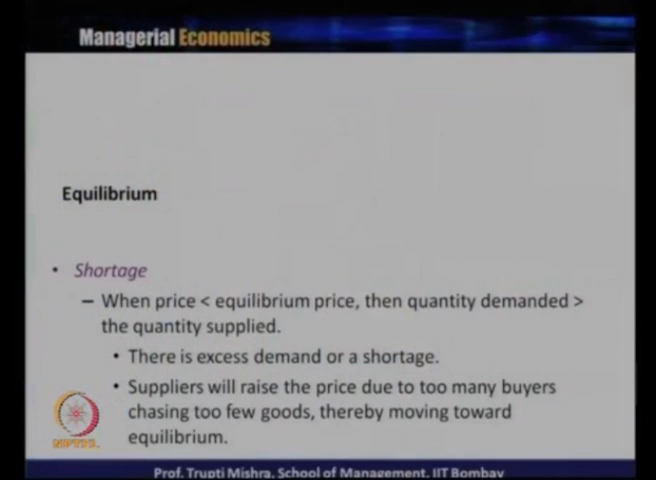 Managerial Economics
Equilibrium
• Shortage
– When price < equilibrium price, then quantity demanded >
the quantity supplied.
• There is excess demand or a shortage.
• Suppliers will raise the price due to too many buyers
chasing too few goods, thereby moving toward
equilibrium.
NPTEL
Prof. Trupti Mishra, School of Management, IIT Bombay